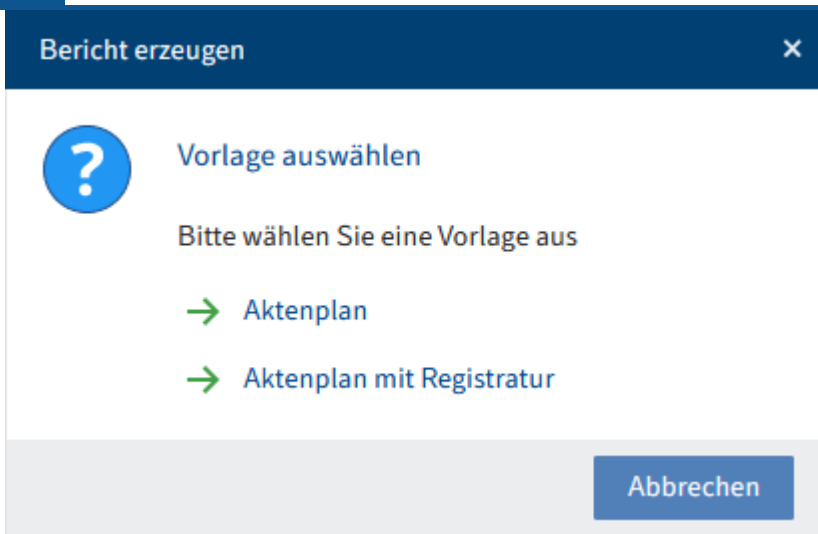 Bericht erzeugen
Vorlage auswählen
Bitte wählen Sie eine Vorlage aus
Aktenplan
Aktenplan mit Registratur
Abbrechen